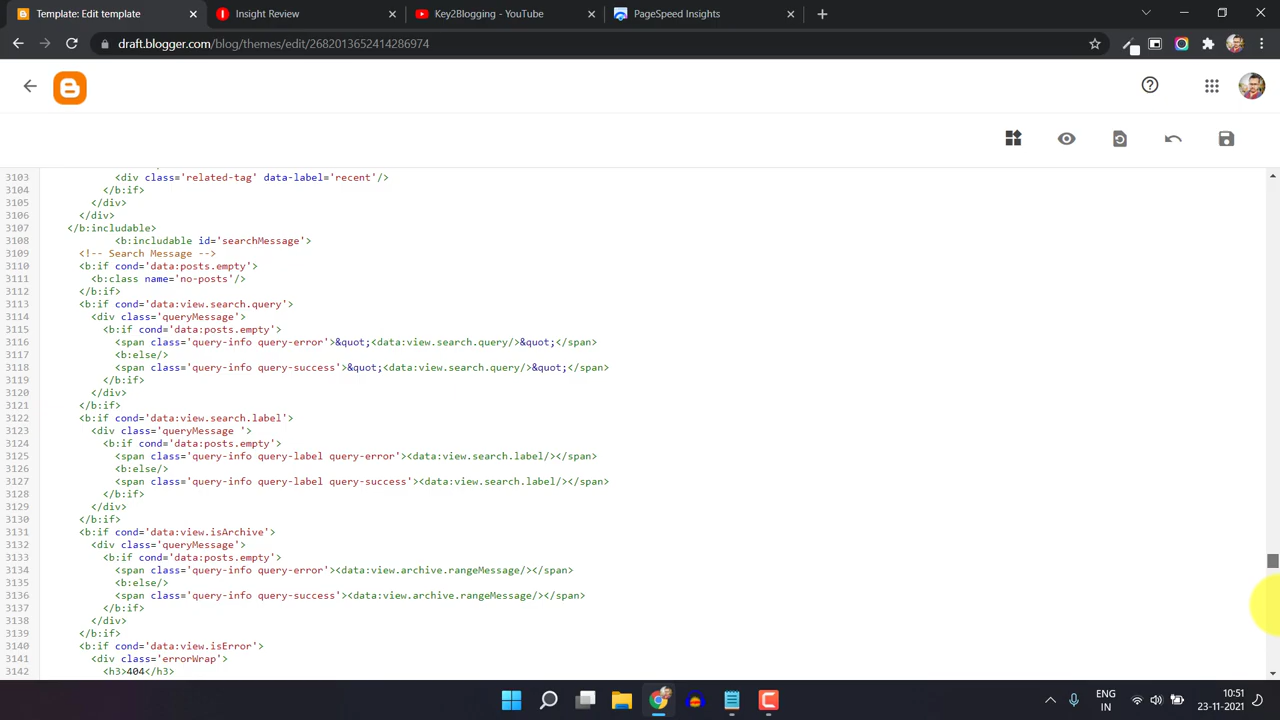 Template: Edit template
Insight Review
Key2Blogging - YouTube
PageSpeed Insights
draft.blogger.com/blog/themes/edit/2682013652414286974
3103 <div class='related-tag' data-label='recent'/>
3104 </b:if>
3105 </div>
3106 </div>
3107 </b:includable>
3108 <b:includable id='searchMessage'>
3109 <!-- Search Message -->
3110 <b:if cond='data:posts.empty'>
3111 <b:class name='no-posts'/>
3112 </b:if>
3113 <b:if cond='data:view.search.query'>
3114 <div class='queryMessage'>
3115 <b:if cond='data:posts.empty'>
3116 <span class='query-info query-error'>&quot;<data:view.search.query/>&quot;</span>
3117 <b:else/>
3118 <span class='query-info query-success'>&quot;<data:view.search.query/>&quot;</span>
3119 </b:if>
3120 </div>
3121 </b:if>
3122 <b:if cond='data:view.search.label'>
3123 <div class='queryMessage '>
3124 <b:if cond='data:posts.empty'>
3125 <span class='query-info query-label query-error'><data:view.search.label/></span>
3126 <b:else/>
3127 <span class='query-info query-label query-success'><data:view.search.label/></span>
3128 </b:if>
3129 </div>
3130 </b:if>
3131 <b:if cond='data:view.isArchive'>
3132 <div class='queryMessage'>
3133 <b:if cond='data:posts.empty'>
3134 <span class='query-info query-error'><data:view.archive.rangeMessage/></span>
3135 <b:else/>
3136 <span class='query-info query-success'><data:view.archive.rangeMessage/></span>
3137 </b:if>
3138 </div>
3139 </b:if>
3140 <b:if cond='data:view.isError'>
3141 <div class='errorWrap'>
3142 <h3>404</h3>
ENG
IN
10:51
23-11-2021